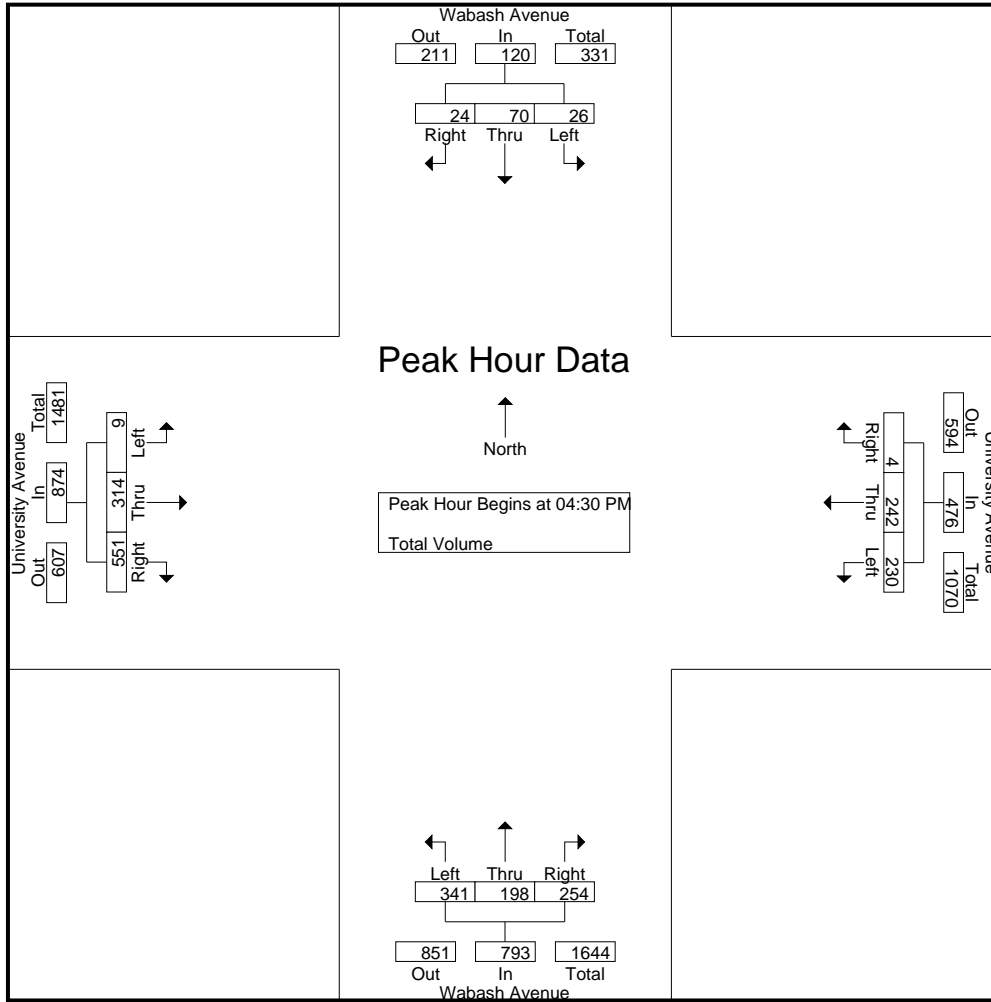 Wabash Avenue
Out In Total
211 120 331
24 70 26
Right Thru Left
Peak Hour Data
North
Peak Hour Begins at 04:30 PM
Total Volume
University Avenue
Out In Total
607 874 1481
551 314 9
Right Thru Left
University Avenue
Out In Total
594 476 1070
4 242 230
Right Thru Left
Left Thru Right
341 198 254
851 793 1644
Out In Total
Wabash Avenue